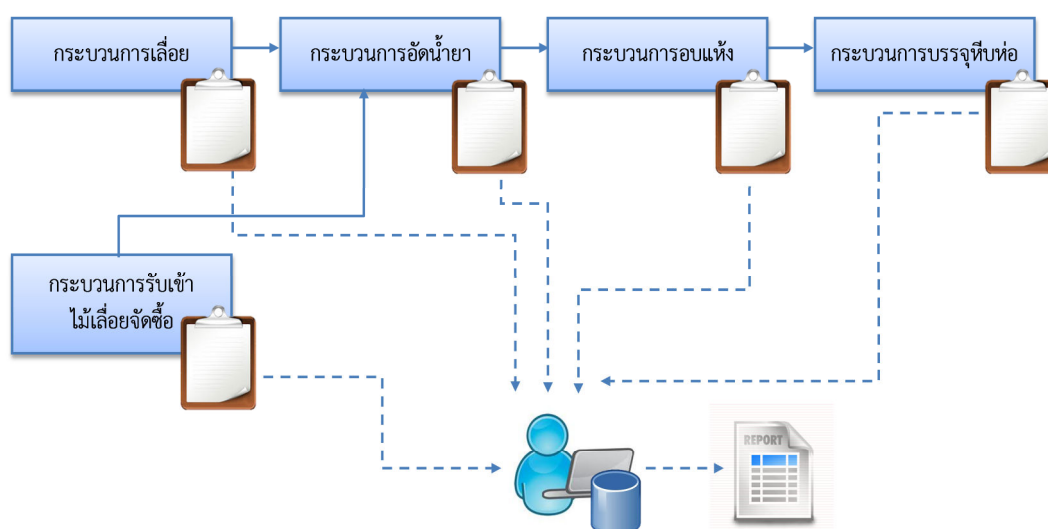 กระบวนการเลื่อย
กระบวนการอัดน้ำยา
กระบวนการอบแห้ง
กระบวนการบรรจุหีบห่อ
กระบวนการรับเข้า
ไม้เลื่อยจัดซื้อ
REPORT